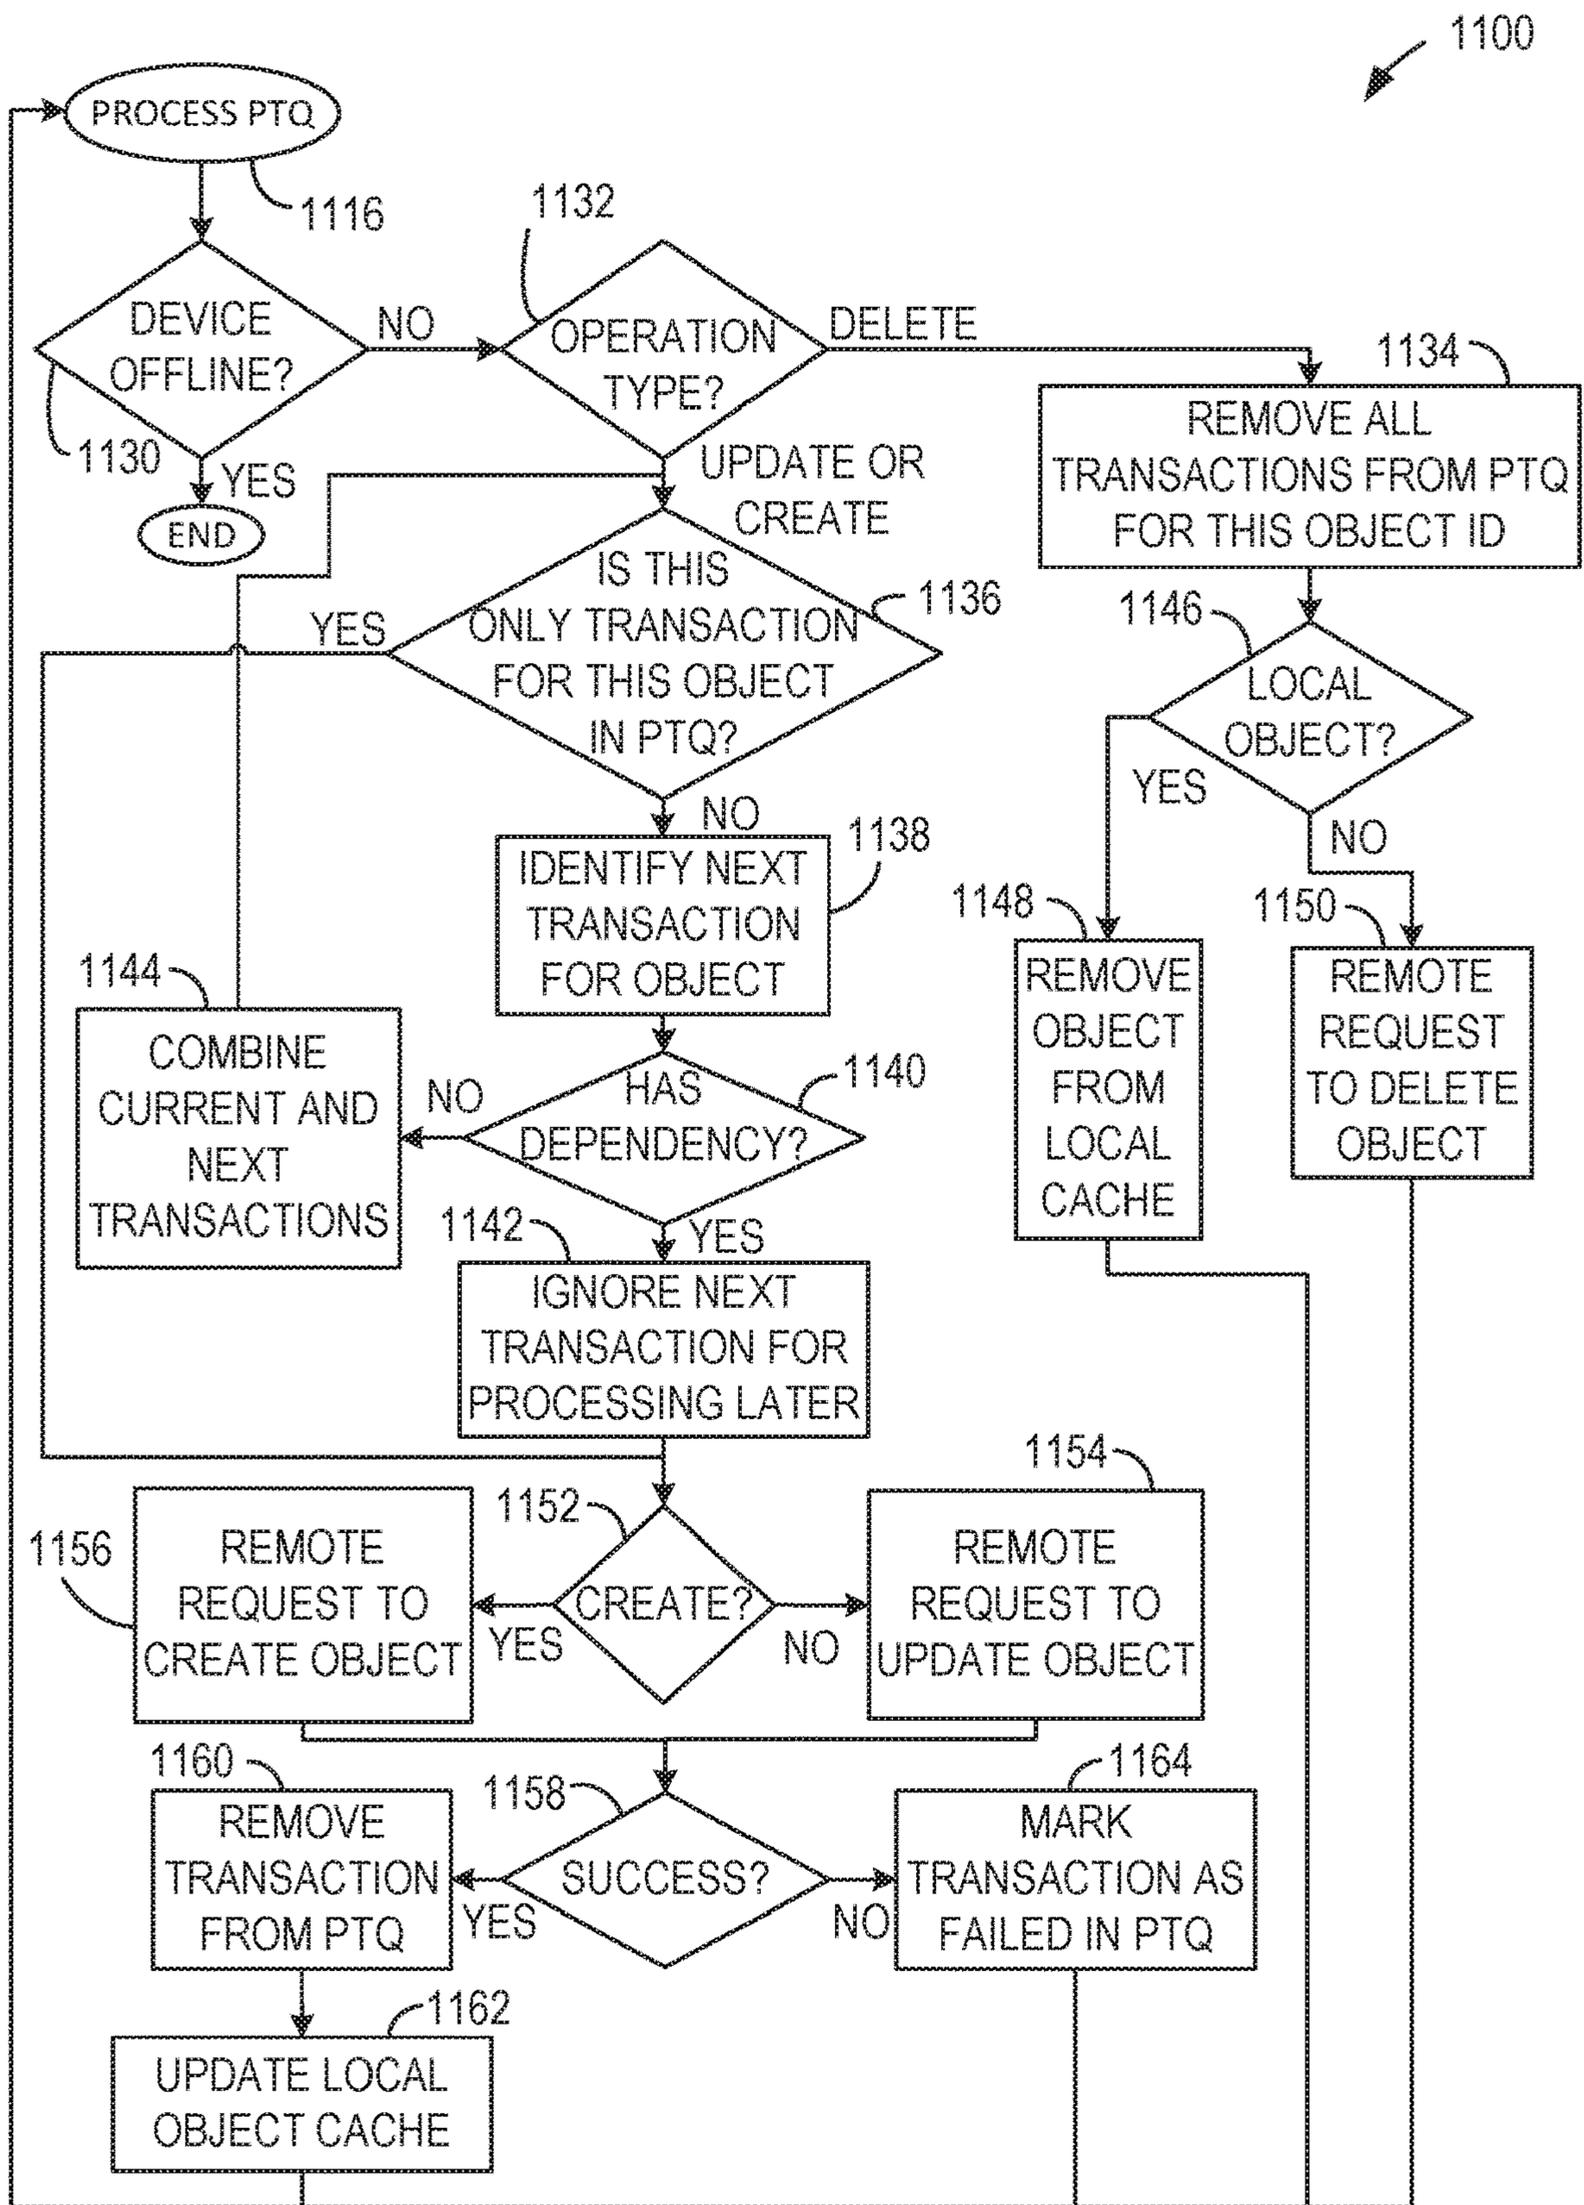 1100
PROCESS PTQ
1116
1132
DEVICE
OFFLINE?
NO
OPERATION
TYPE?
DELETE
1134
1130
YES
END
UPDATE OR
CREATE
REMOVE ALL
TRANSACTIONS FROM PTQ
FOR THIS OBJECT ID
IS THIS
ONLY TRANSACTION
FOR THIS OBJECT
IN PTQ?
1136
YES
1146
LOCAL
OBJECT?
YES
NO
NO
IDENTIFY NEXT
TRANSACTION
FOR OBJECT
1138
1148
1150
REMOVE
OBJECT
FROM
LOCAL
CACHE
REMOTE
REQUEST
TO DELETE
OBJECT
1144
COMBINE
CURRENT AND
NEXT
TRANSACTIONS
NO
HAS
DEPENDENCY?
1140
1142
YES
IGNORE NEXT
TRANSACTION FOR
PROCESSING LATER
1154
1152
1156
REMOTE
REQUEST TO
CREATE OBJECT
YES
CREATE?
NO
REMOTE
REQUEST TO
UPDATE OBJECT
1160
1158
1164
REMOVE
TRANSACTION
FROM PTQ
YES
SUCCESS?
NO
MARK
TRANSACTION AS
FAILED IN PTQ
1162
UPDATE LOCAL
OBJECT CACHE